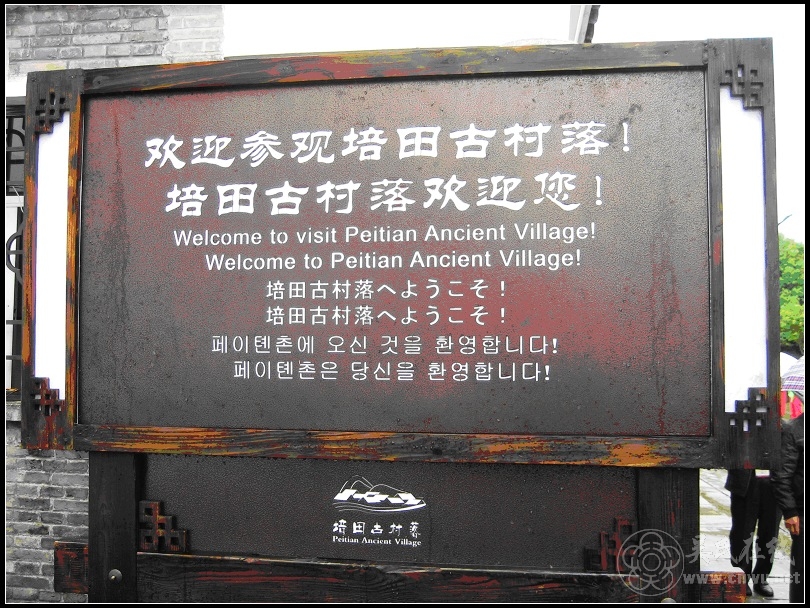 欢迎参观培田古村落！
培田古村落欢迎您！
Welcome to visit Peitian Ancient Village!
Welcome to Peitian Ancient Village!
培田古村落へようこそ！
培田古村落へようこそ！
페이톈촌에 오신 것을 환영합니다!
페이톈촌은 당신을 환영합니다!
培田古村落
Peitian Ancient Village
www.cnwu.net